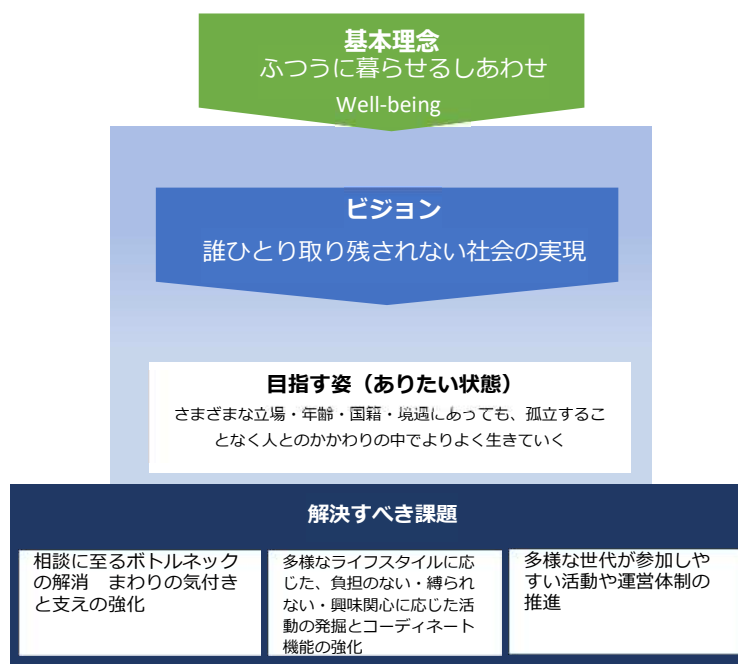 基本理念
ふつうに暮らせるしあわせ
Well-being
ビジョン
誰ひとり取り残されない社会の実現
目指す姿（ありたい状態）
さまざまな立場・年齢・国籍・境遇にあっても、孤立するこ
となく人とのかかわりの中でよりよく生きていく
解決すべき課題
相談に至るボトルネック
の解消　まわりの気付き
と支えの強化
多様なライフスタイルに応
じた、負担のない・縛られ
ない・興味関心に応じた活
動の発掘とコーディネート
機能の強化
多様な世代が参加しや
すい活動や運営体制の
推進